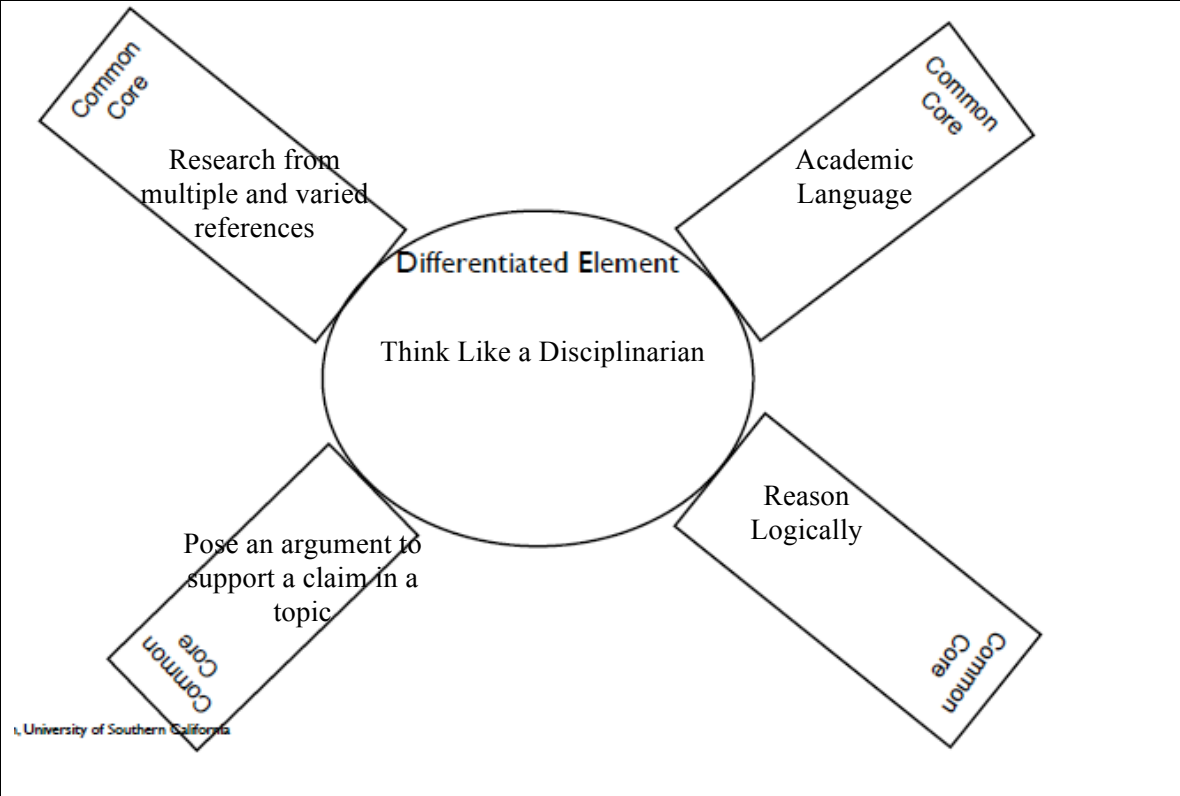 Common
Core
Research from
multiple and varied
references
Common
Core
Academic
Language
Differentiated Element
Think Like a Disciplinarian
Pose an argument to
support a claim in a
topic
Common
Core
Reason
Logically
Common
Core
, University of Southern California